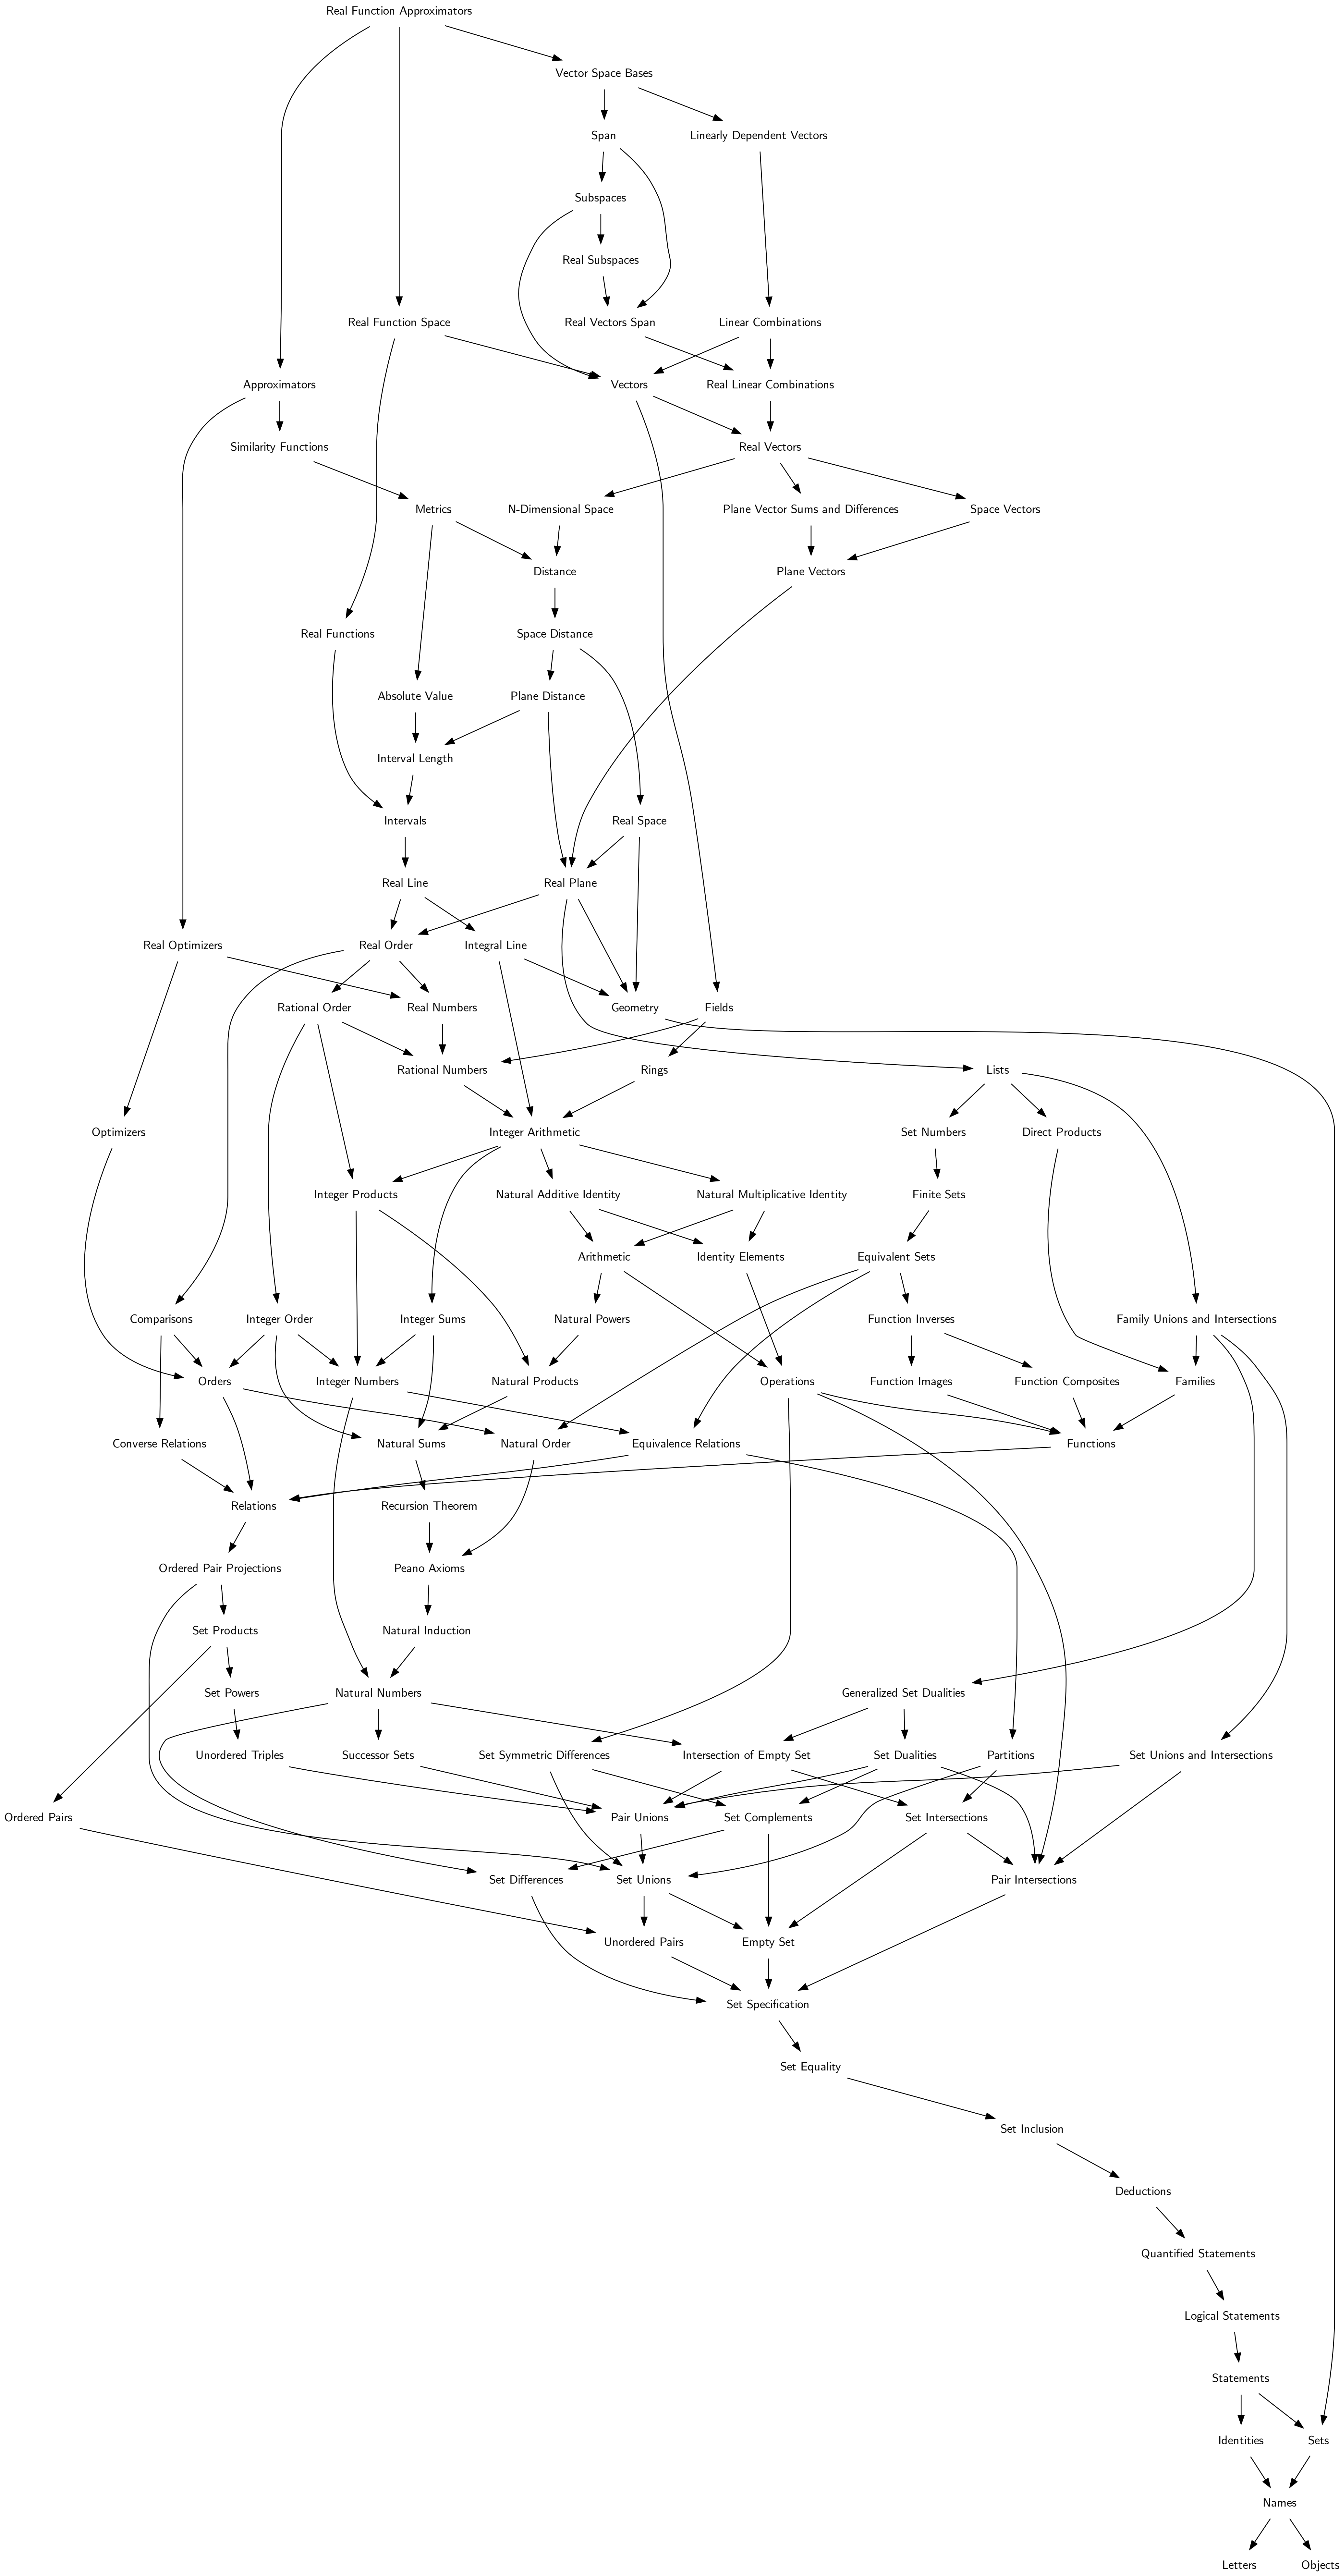 Real Function Approximators
Vector Space Bases
Span
Linearly Dependent Vectors
Subspaces
Real Subspaces
Real Function Space
Real Vectors Span
Linear Combinations
Approximators
Vectors
Real Linear Combinations
Similarity Functions
Real Vectors
Metrics
N-Dimensional Space
Plane Vector Sums and Differences
Space Vectors
Distance
Plane Vectors
Real Functions
Space Distance
Absolute Value
Plane Distance
Interval Length
Intervals
Real Space
Real Line
Real Plane
Real Optimizers
Real Order
Integral Line
Rational Order
Real Numbers
Geometry
Fields
Rational Numbers
Rings
Lists
Optimizers
Integer Arithmetic
Set Numbers
Direct Products
Integer Products
Natural Additive Identity
Natural Multiplicative Identity
Finite Sets
Arithmetic
Identity Elements
Equivalent Sets
Comparisons
Integer Order
Integer Sums
Natural Powers
Function Inverses
Family Unions and Intersections
Orders
Integer Numbers
Natural Products
Operations
Function Images
Function Composites
Families
Converse Relations
Natural Sums
Natural Order
Equivalence Relations
Functions
Relations
Recursion Theorem
Ordered Pair Projections
Peano Axioms
Set Products
Natural Induction
Set Powers
Natural Numbers
Generalized Set Dualities
Unordered Triples
Successor Sets
Set Symmetric Differences
Intersection of Empty Set
Set Dualities
Partitions
Set Unions and Intersections
Ordered Pairs
Pair Unions
Set Complements
Set Intersections
Set Differences
Set Unions
Pair Intersections
Unordered Pairs
Empty Set
Set Specification
Set Equality
Set Inclusion
Deductions
Quantified Statements
Logical Statements
Statements
Identities
Sets
Names
Letters
Objects